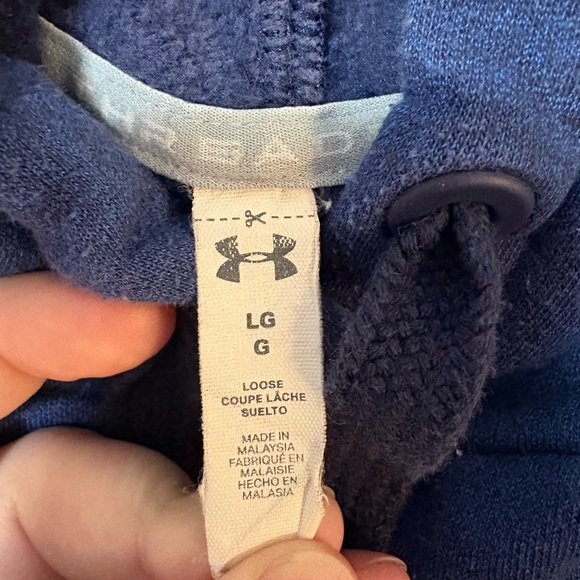 LG
G
LOOSE
COUPE LÂCHE
SUELTO
MADE IN
MALAYSIA
FABRIQUÉ EN
MALAISIE
HECHO EN
MALASIA